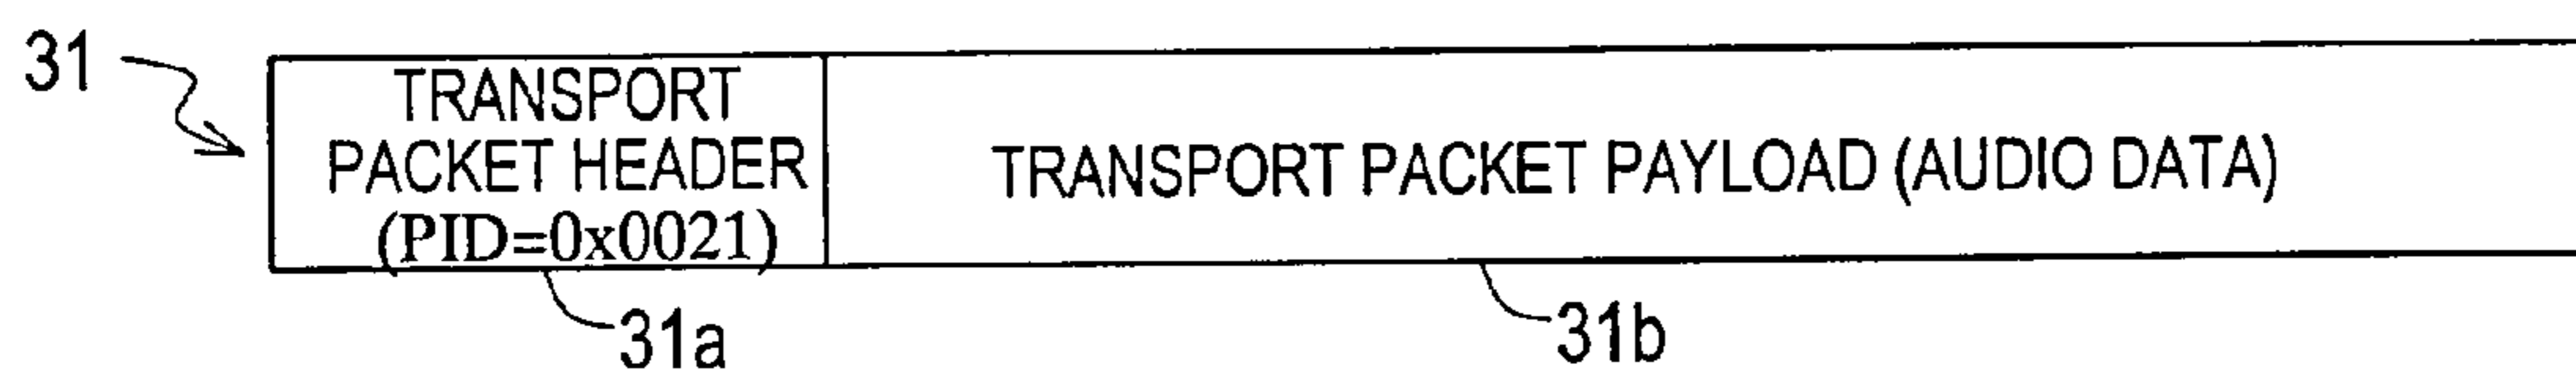 31
TRANSPORT
PACKET HEADER
(PID=0x0021)
TRANSPORT PACKET PAYLOAD (AUDIO DATA)
31a
31b